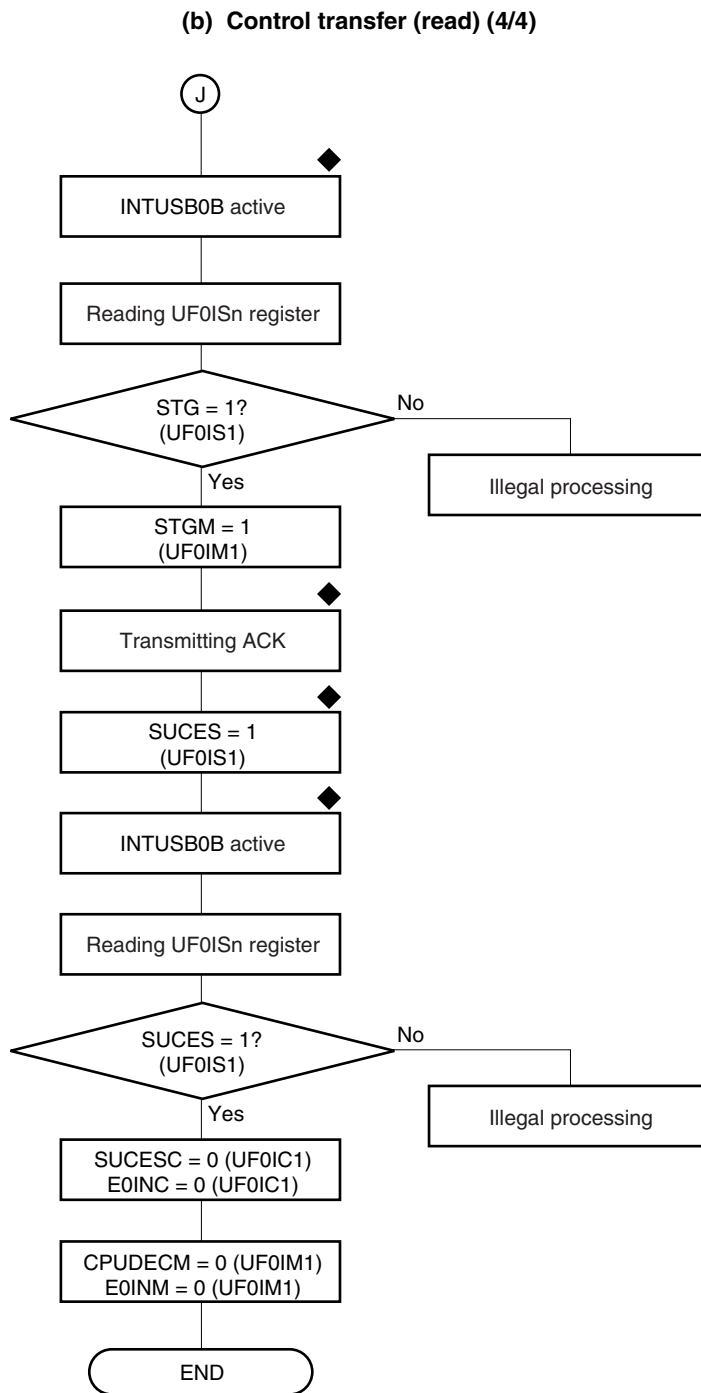 (b) Control transfer (read) (4/4)
J
INTUSB0B active
Reading UF0ISn register
STG = 1?
(UF0IS1)
No
Illegal processing
Yes
STGM = 1
(UF0IM1)
Transmitting ACK
SUCES = 1
(UF0IS1)
INTUSB0B active
Reading UF0ISn register
SUCES = 1?
(UF0IS1)
No
Illegal processing
Yes
SUCESC = 0 (UF0IC1)
E0INC = 0 (UF0IC1)
CPUDECM = 0 (UF0IM1)
E0INM = 0 (UF0IM1)
END